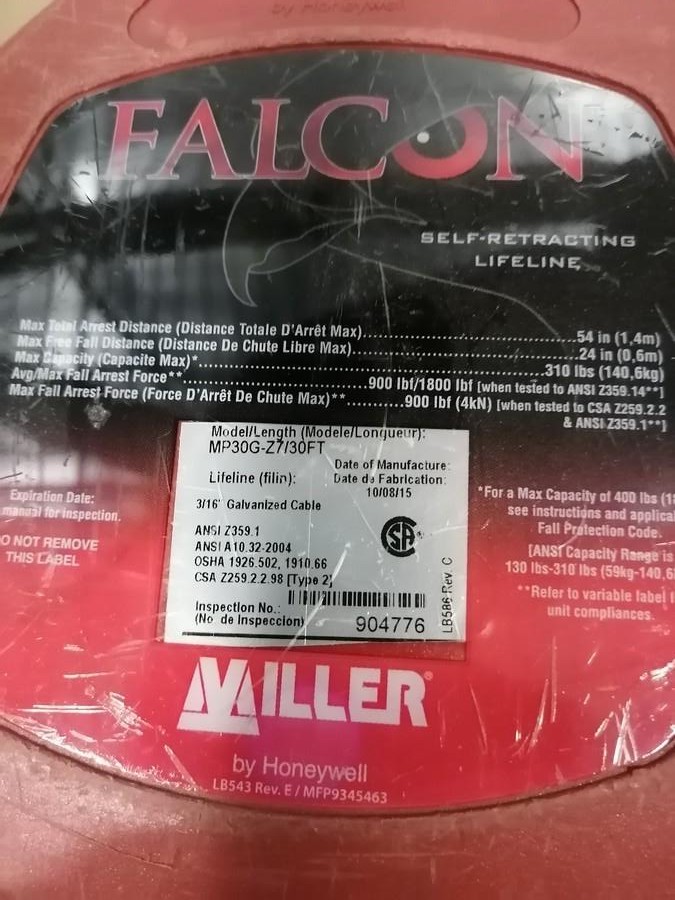 by Honeywell
FALCON
SELF-RETRACTING
LIFELINE
Max Total Arrest Distance (Distance Totale D'Arrêt Max)..............54 in (1,4m)
Max Free Fall Distance (Distance De Chute Libre Max)..............24 in (0,6m)
Max Capacity (Capacite Max)*..............310 lbs (140,6kg)
Avg/Max Fall Arrest Force**..............900 lbf/1800 lbf [when tested to ANSI Z359.14**]
Max Fall Arrest Force (Force D'Arrêt De Chute Max)**..............900 lbf (4kN) [when tested to CSA Z259.2.2
& ANSI Z359.1**]
Model/Length (Modele/Longueur):
MP30G-Z7/30FT
Lifeline (filin):
3/16" Galvanized Cable
Date of Manufacture:
Date de Fabrication:
10/08/15
ANSI Z359.1
ANSI A10.32-2004
OSHA 1926.502, 1910.66
CSA Z259.2.2.98 [Type 2]
SA
Inspection No.:
(No de Inspeccion)
904776
LB586 Rev. C
Expiration Date:
manual for inspection.
O NOT REMOVE
THIS LABEL
*For a Max Capacity of 400 lbs (1
see instructions and applica
Fall Protection Code.
[ANSI Capacity Range is
130 lbs-310 lbs (59kg-140,6
**Refer to variable label
unit compliances.
MILLER®
by Honeywell
LB543 Rev. E / MFP9345463